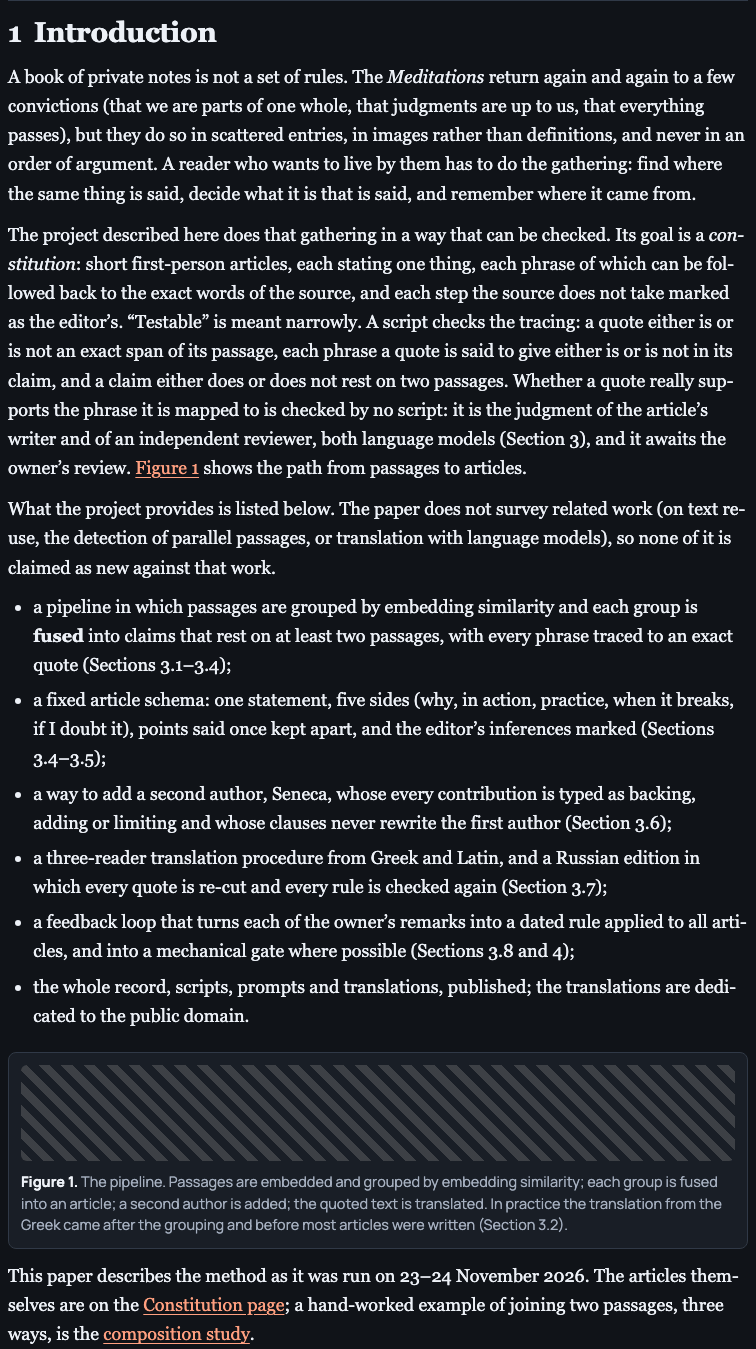 1 Introduction
A book of private notes is not a set of rules. The Meditations return again and again to a few
convictions (that we are parts of one whole, that judgments are up to us, that everything
passes), but they do so in scattered entries, in images rather than definitions, and never in an
order of argument. A reader who wants to live by them has to do the gathering: find where
the same thing is said, decide what it is that is said, and remember where it came from.
The project described here does that gathering in a way that can be checked. Its goal is a con-
stitution: short first-person articles, each stating one thing, each phrase of which can be fol-
lowed back to the exact words of the source, and each step the source does not take marked
as the editor's. “Testable” is meant narrowly. A script checks the tracing: a quote either is or
is not an exact span of its passage, each phrase a quote is said to give either is or is not in its
claim, and a claim either does or does not rest on two passages. Whether a quote really sup-
ports the phrase it is mapped to is checked by no script: it is the judgment of the article's
writer and of an independent reviewer, both language models (Section 3), and it awaits the
owner's review. Figure 1 shows the path from passages to articles.
What the project provides is listed below. The paper does not survey related work (on text re-
use, the detection of parallel passages, or translation with language models), so none of it is
claimed as new against that work.
• a pipeline in which passages are grouped by embedding similarity and each group is
fused into claims that rest on at least two passages, with every phrase traced to an exact
quote (Sections 3.1–3.4);
• a fixed article schema: one statement, five sides (why, in action, practice, when it breaks,
if I doubt it), points said once kept apart, and the editor's inferences marked (Sections
3.4–3.5);
• a way to add a second author, Seneca, whose every contribution is typed as backing,
adding or limiting and whose clauses never rewrite the first author (Section 3.6);
• a three-reader translation procedure from Greek and Latin, and a Russian edition in
which every quote is re-cut and every rule is checked again (Section 3.7);
• a feedback loop that turns each of the owner's remarks into a dated rule applied to all arti-
cles, and into a mechanical gate where possible (Sections 3.8 and 4);
• the whole record, scripts, prompts and translations, published; the translations are dedi-
cated to the public domain.
Figure 1. The pipeline. Passages are embedded and grouped by embedding similarity; each group is fused
into an article; a second author is added; the quoted text is translated. In practice the translation from the
Greek came after the grouping and before most articles were written (Section 3.2).
This paper describes the method as it was run on 23–24 November 2026. The articles them-
selves are on the Constitution page; a hand-worked example of joining two passages, three
ways, is the composition study.